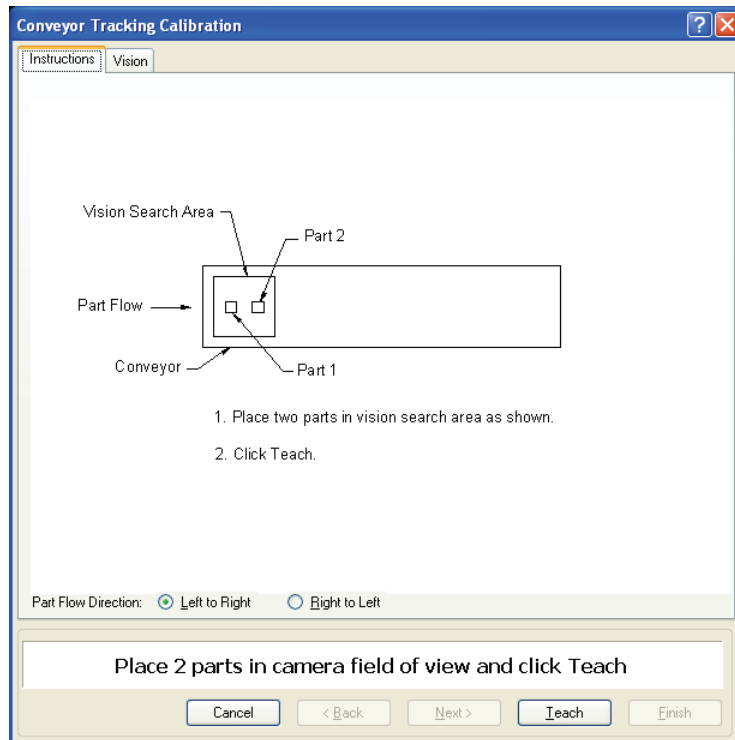 Conveyor Tracking Calibration
Instructions
Vision
Vision Search Area
Part 2
Part Flow
Conveyor
Part 1
1. Place two parts in vision search area as shown.
2. Click Teach.
Part Flow Direction: Left to Right Right to Left
Place 2 parts in camera field of view and click Teach
Cancel < Back Next > Teach Finish